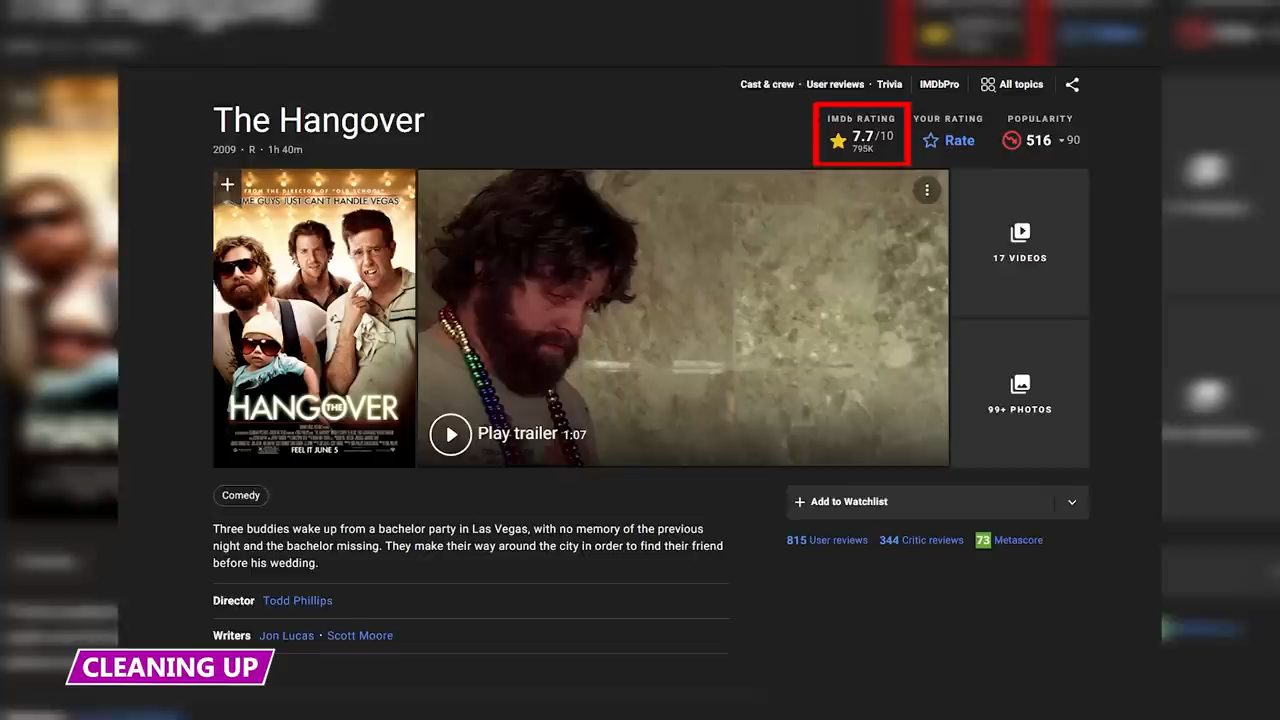 Cast & crew · User reviews · Trivia IMDbPro All topics
The Hangover
2009 · R · 1h 40m
IMDb RATING
7.7/10
795K
YOUR RATING
Rate
POPULARITY
516 90
FROM THE DIRECTOR OF "OLD SCHOOL"
ME GUYS JUST CAN'T HANDLE VEGAS
THE HANGOVER
FEEL IT JUNE 5
Play trailer 1:07
17 VIDEOS
99+ PHOTOS
Comedy
Three buddies wake up from a bachelor party in Las Vegas, with no memory of the previous
night and the bachelor missing. They make their way around the city in order to find their friend
before his wedding.
+ Add to Watchlist
815 User reviews 344 Critic reviews 73 Metascore
Director Todd Phillips
Writers Jon Lucas · Scott Moore
CLEANING UP